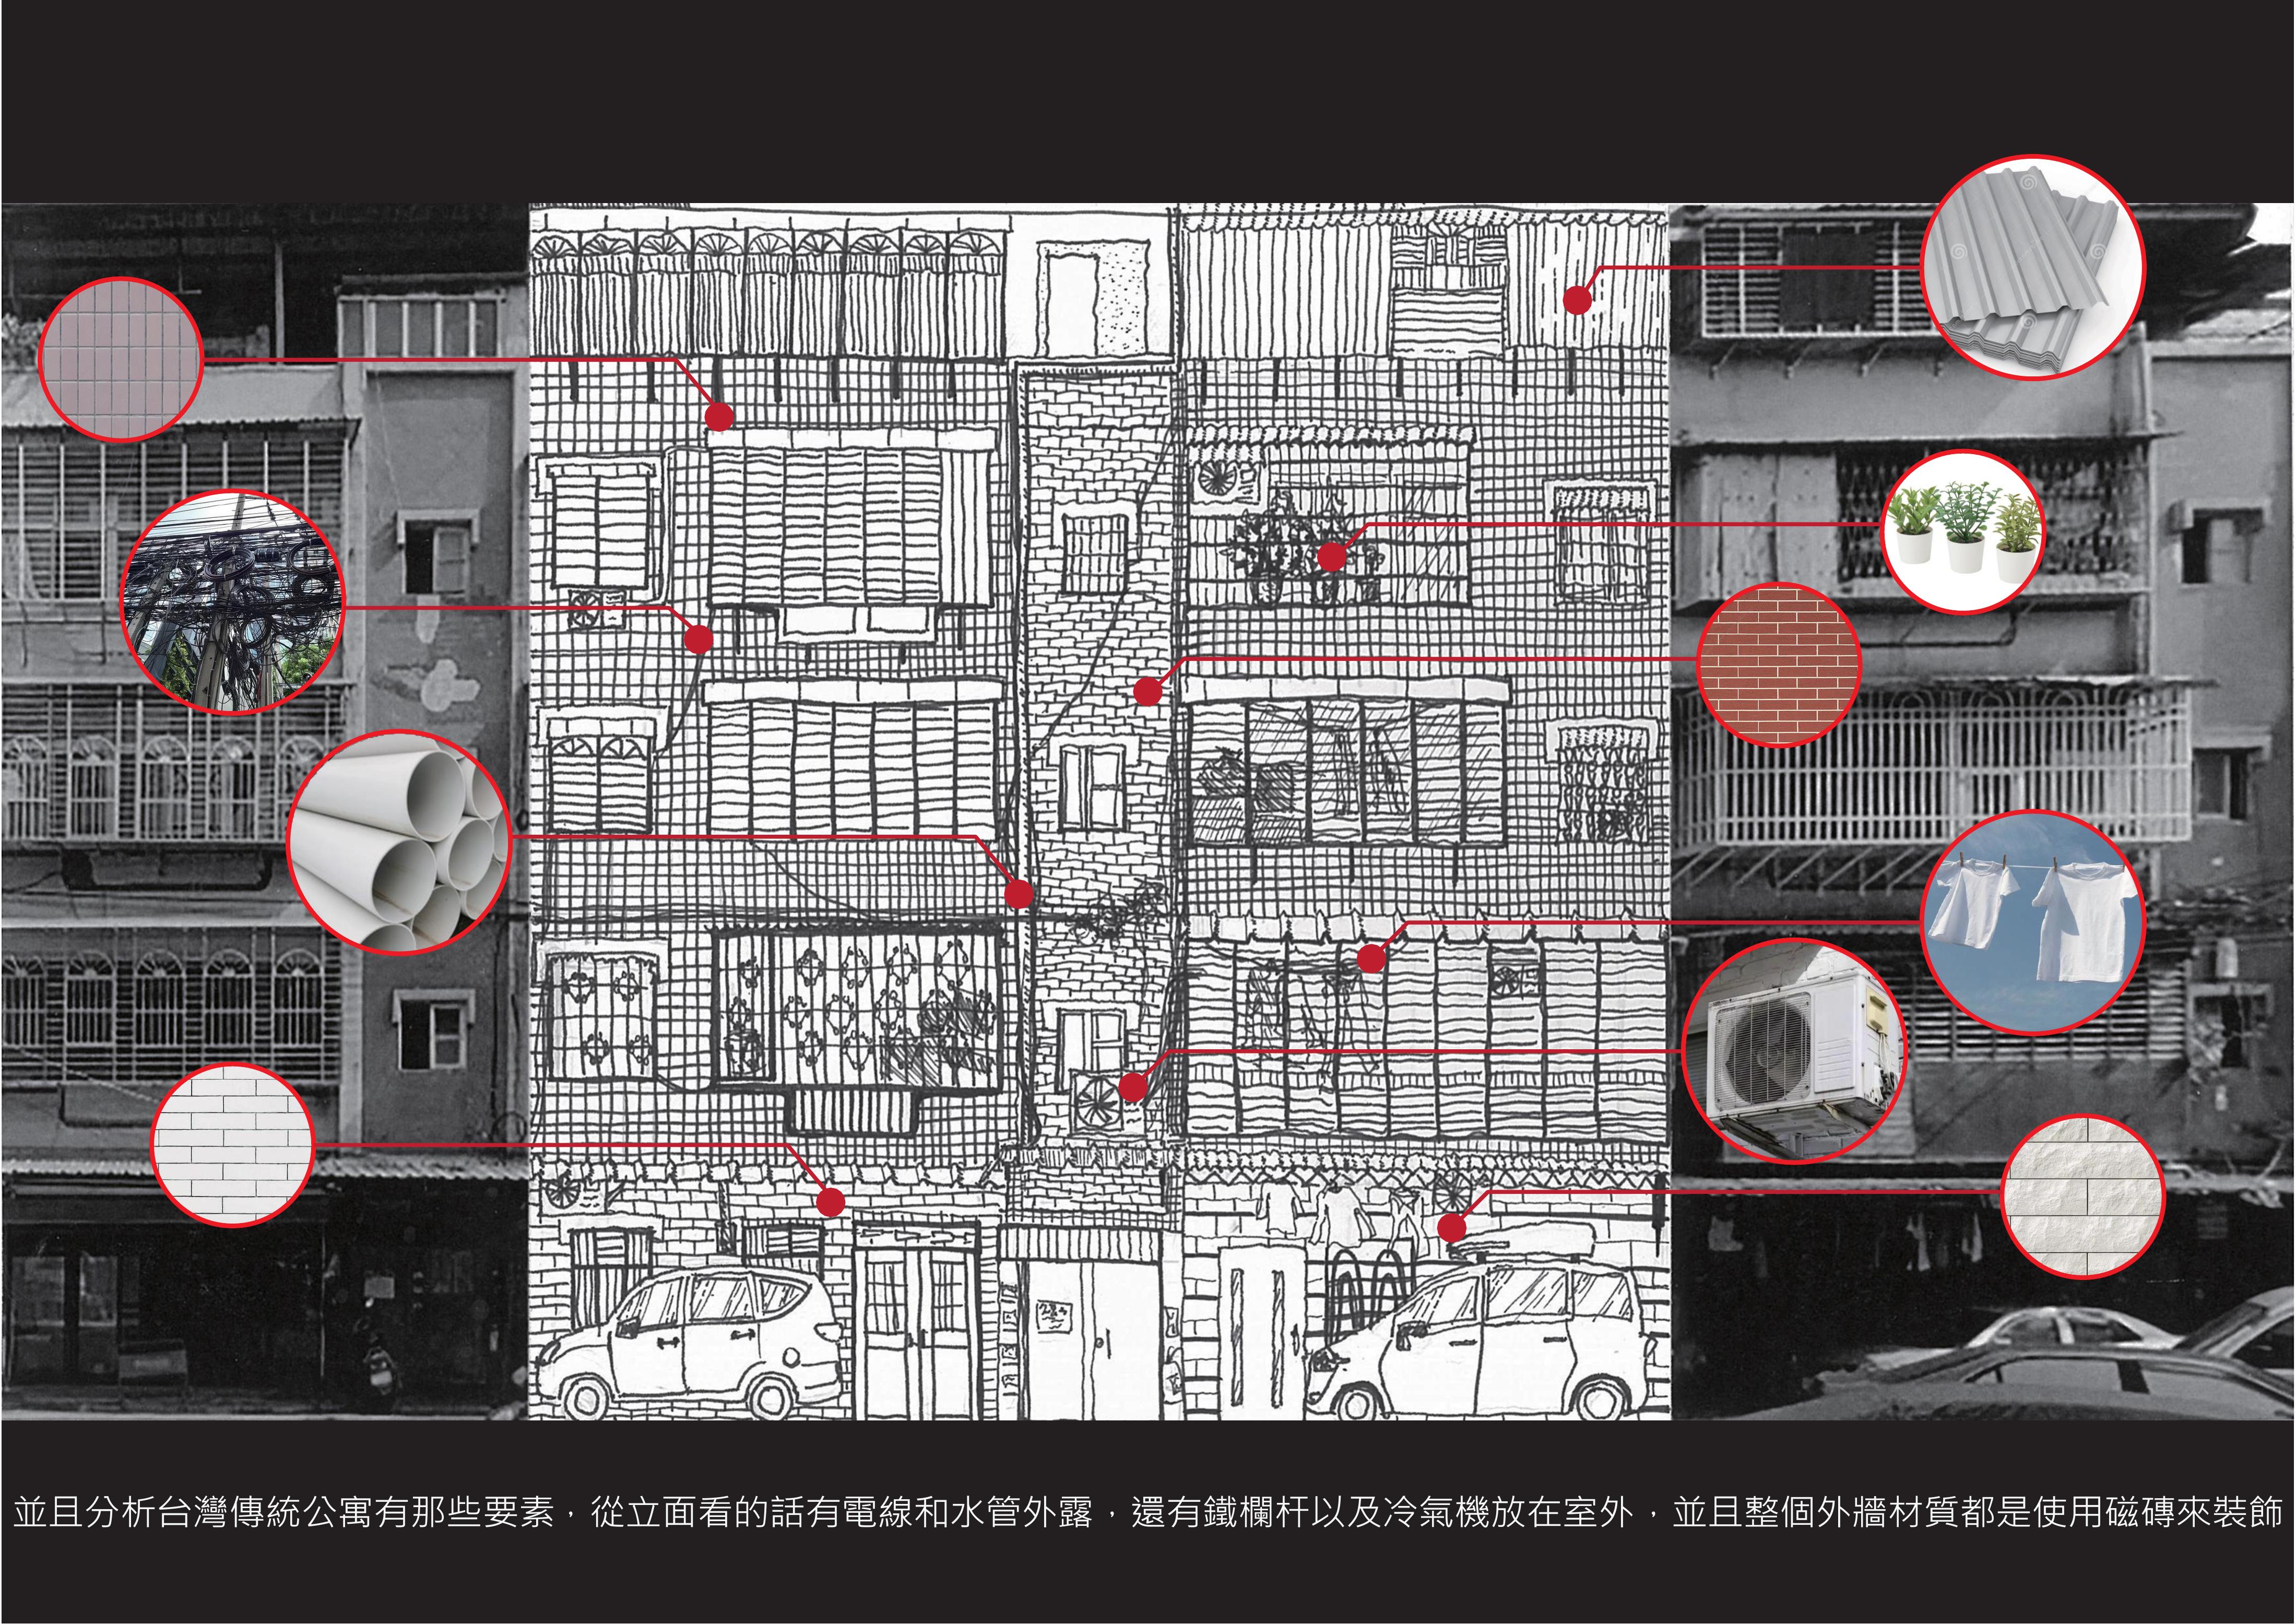 並且分析台灣傳統公寓有那些要素，從立面看的話有電線和水管外露，還有鐵欄杆以及冷氣機放在室外，並且整個外牆材質都是使用磁磚來裝飾